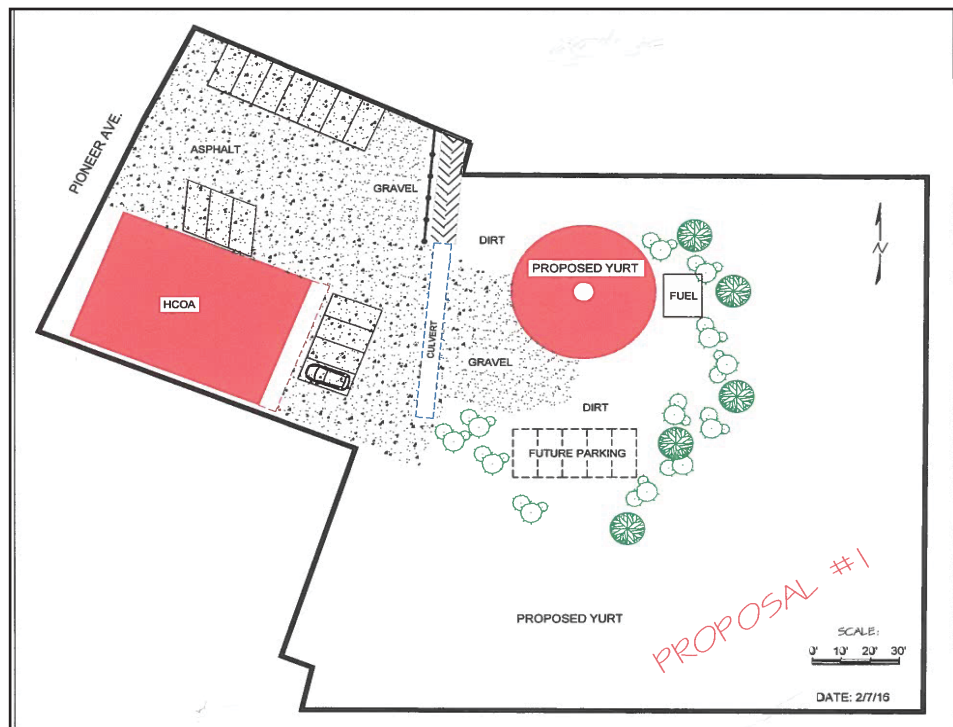 PIONEER AVE.
ASPHALT
GRAVEL
DIRT
PROPOSED YURT
FUEL
N
HCOA
CULVERT
GRAVEL
DIRT
FUTURE PARKING
PROPOSED YURT
PROPOSAL #1
SCALE:
0' 10' 20' 30'
DATE: 2/7/16